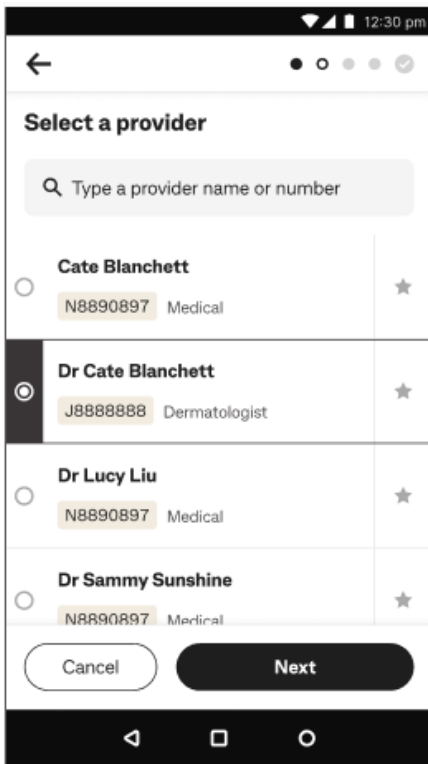 12:30 pm
Select a provider
Type a provider name or number
Cate Blanchett
N8890897 Medical
Dr Cate Blanchett
J8888888 Dermatologist
Dr Lucy Liu
N8890897 Medical
Dr Sammy Sunshine
N8890897 Medical
Cancel Next